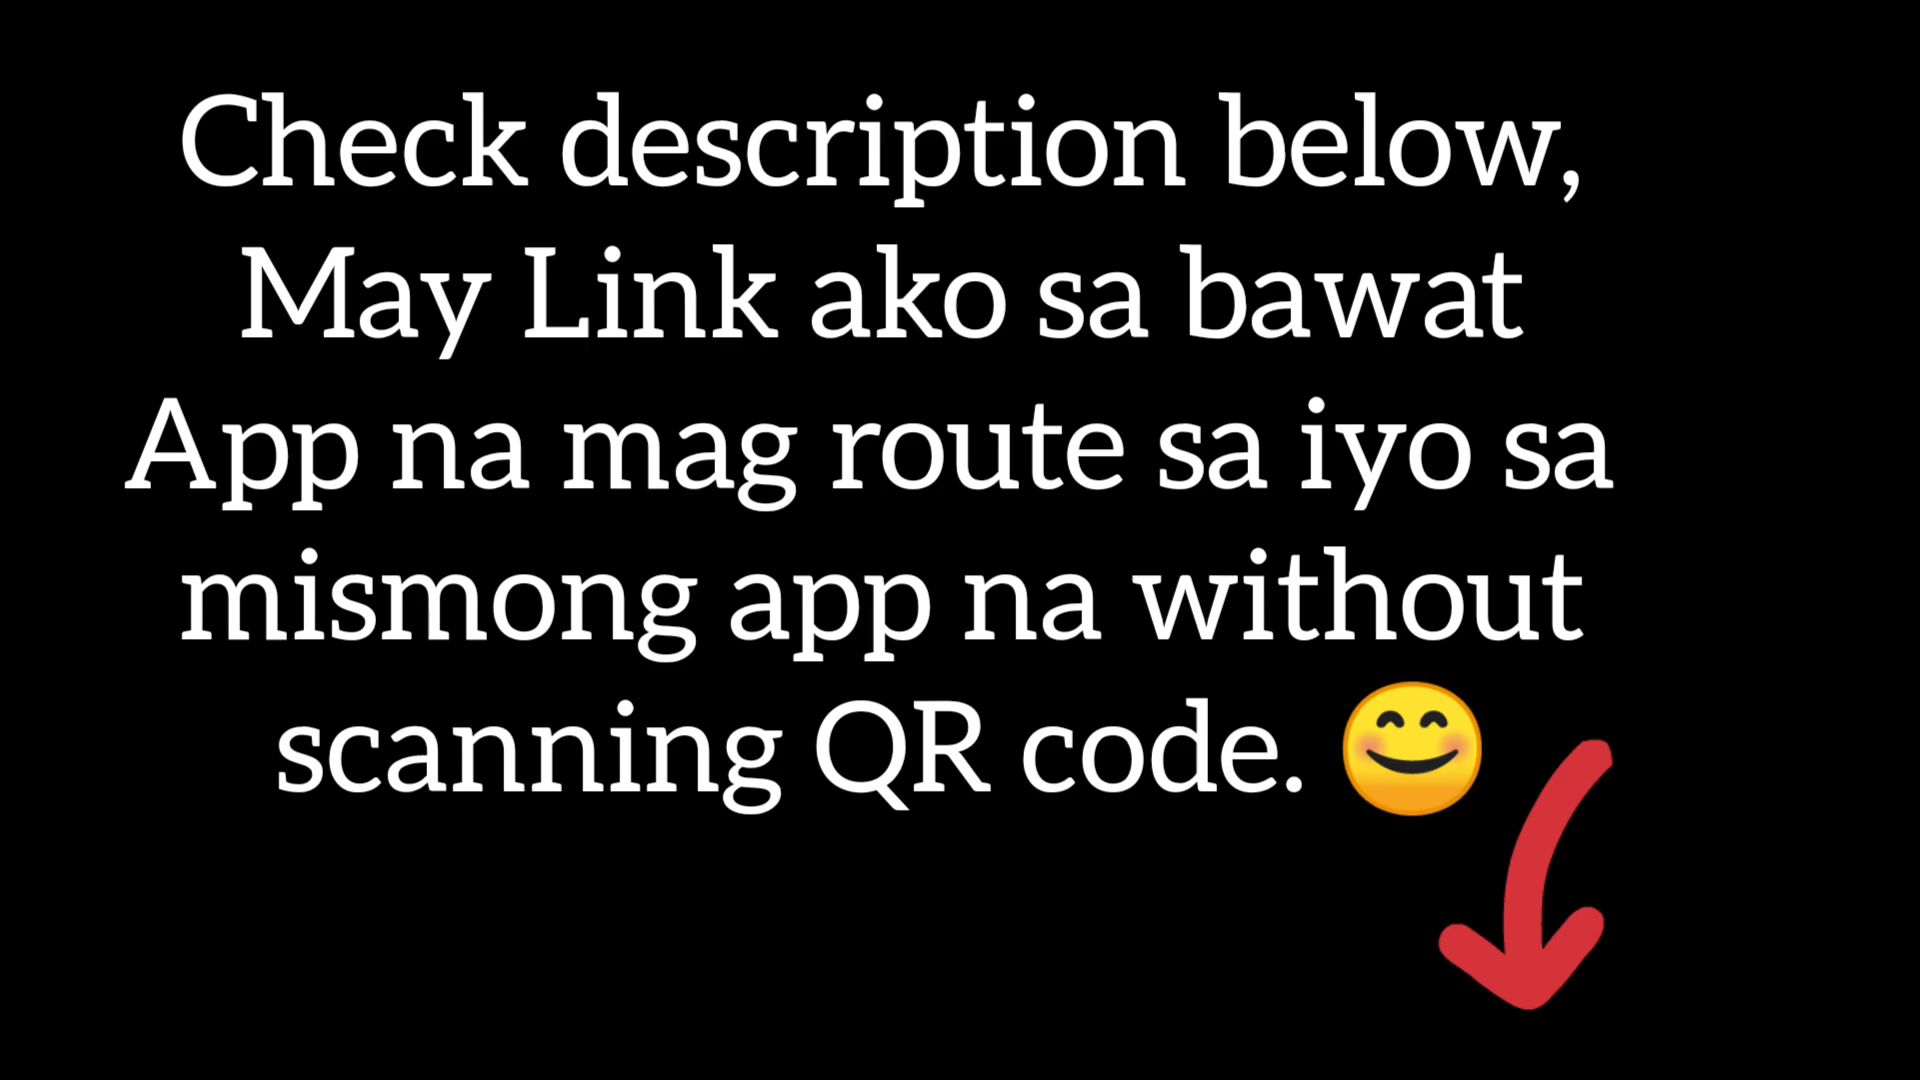 Check description below,
May Link ako sa bawat
App na mag route sa iyo sa
mismong app na without
scanning QR code. 😊